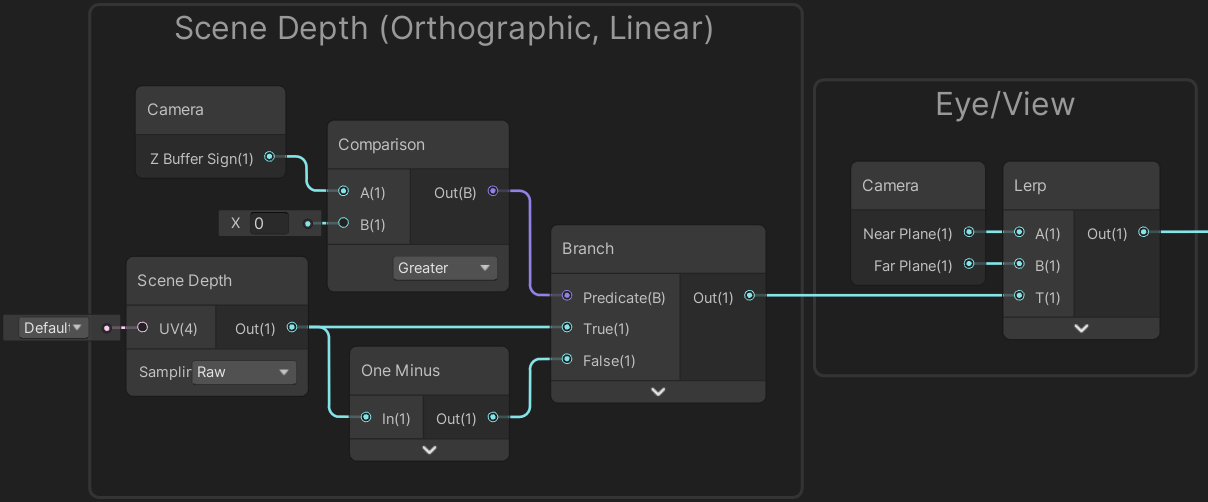 Scene Depth (Orthographic, Linear)
Camera
Z Buffer Sign(1)
Comparison
A(1) Out(B)
X 0 B(1)
Greater
Scene Depth
Default UV(4) Out(1)
Samplin Raw
One Minus
In(1) Out(1)
Branch
Predicate(B) Out(1)
True(1)
False(1)
Eye/View
Camera
Near Plane(1)
Far Plane(1)
Lerp
A(1) Out(1)
B(1)
T(1)